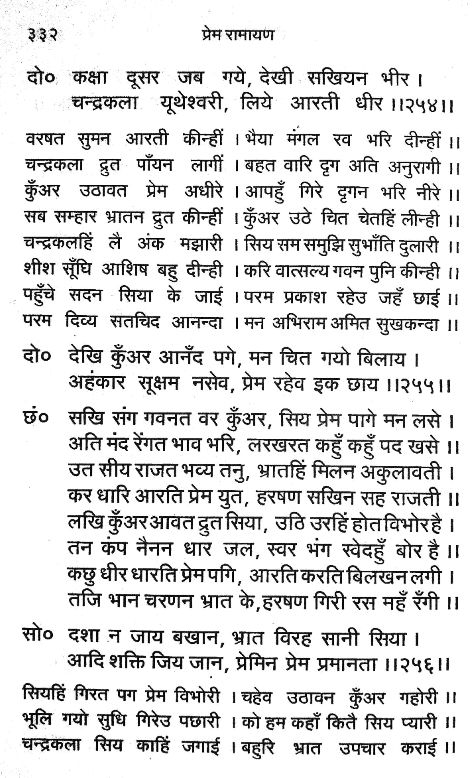 ३३२ प्रेम रामायण
दो० कक्षा दूसर जब गये, देखी सखियन भीर ।
चन्द्रकला यूथेश्वरी, लिये आरती धीर ।।२५४।।
वरषत सुमन आरती कीन्हीं । भैया मंगल रव भरि दीन्हीं ।।
चन्द्रकला द्रुत पाँयन लागीं । बहत वारि दृग अति अनुरागी ।।
कुँअर उठावत प्रेम अधीरे । आपहुँ गिरे दृगन भरि नीरे ।।
सब सम्हार भ्रातन द्रुत कीन्हीं । कुँअर उठे चित चेतहिं लीन्ही ।।
चन्द्रकलहिं लै अंक मझारी । सिय सम समुझि सुभाँति दुलारी ।।
शीश सूँघि आशिष बहु दीन्ही । करि वात्सल्य गवन पुनि कीन्ही ।।
पहुँचे सदन सिया के जाई । परम प्रकाश रहेउ जहँ छाई ।।
परम दिव्य सतचिद आनन्दा । मन अभिराम अमित सुखकन्दा ।।
दो० देखि कुँअर आनँद पगे, मन चित गयो बिलाय ।
अहंकार सूक्षम नसेव, प्रेम रहेव इक छाय ।।२५५।।
छं० सखि संग गवनत वर कुँअर, सिय प्रेम पागे मन लसे ।
अति मंद रेंगत भाव भरि, लरखरत कहुँ कहुँ पद खसे ।।
उत सीय राजत भव्य तनु, भ्रातहिं मिलन अकुलावती ।
कर धारि आरति प्रेम युत, हरषण सखिन सह राजती ।।
लखि कुँअर आवत द्रुत सिया, उठि उरहिं होत विभोर है ।
तन कंप नैनन धार जल, स्वर भंग स्वेदहुँ बोर है ।।
कछु धीर धारति प्रेम पगि, आरति करति बिलखन लगी ।
तजि भान चरणन भ्रात के, हरषण गिरी रस महँ रँगी ।।
सो० दशा न जाय बखान, भ्रात विरह सानी सिया ।
आदि शक्ति जिय जान, प्रेमिन प्रेम प्रमानता ।।२५६।।
सियहिं गिरत पग प्रेम विभोरी । चहेव उठावन कुँअर गहोरी ।।
भूलि गयो सुधि गिरेउ पछारी । को हम कहाँ कितै सिय प्यारी ।।
चन्द्रकला सिय काहिं जगाई । बहुरि भ्रात उपचार कराई ।।